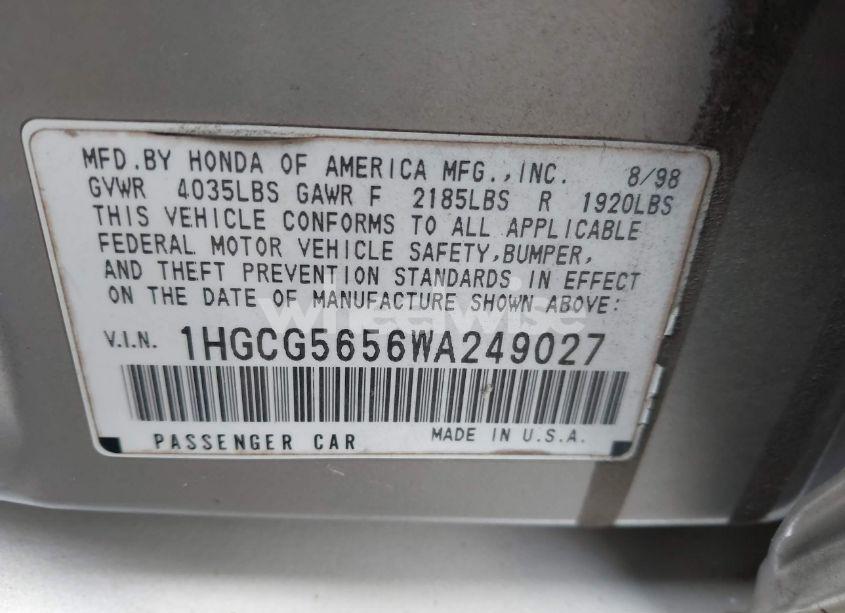 MFD.BY HONDA OF AMERICA MFG.,INC. 8/98
GVWR 4035LBS GAWR F 2185LBS R 1920LBS
THIS VEHICLE CONFORMS TO ALL APPLICABLE
FEDERAL MOTOR VEHICLE SAFETY,BUMPER,
AND THEFT PREVENTION STANDARDS IN EFFECT
ON THE DATE OF MANUFACTURE SHOWN ABOVE:
wheelwise
V.I.N. 1HGCG5656WA249027
PASSENGER CAR MADE IN U.S.A.